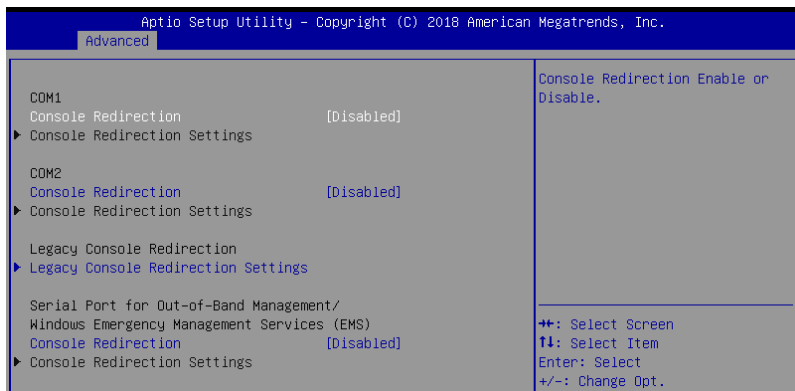 Aptio Setup Utility – Copyright (C) 2018 American Megatrends, Inc.
Advanced
COM1
Console Redirection [Disabled]
Console Redirection Settings
COM2
Console Redirection [Disabled]
Console Redirection Settings
Legacy Console Redirection
Legacy Console Redirection Settings
Serial Port for Out-of-Band Management/
Windows Emergency Management Services (EMS)
Console Redirection [Disabled]
Console Redirection Settings
Console Redirection Enable or
Disable.
→←: Select Screen
↑↓: Select Item
Enter: Select
+/-: Change Opt.